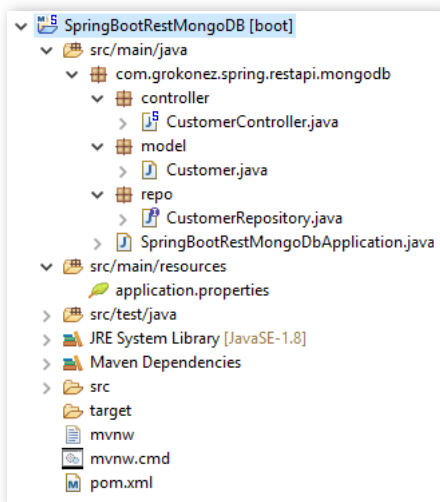 SpringBootRestMongoDB [boot]
src/main/java
com.grokonez.spring.restapi.mongodb
controller
CustomerController.java
model
Customer.java
repo
CustomerRepository.java
SpringBootRestMongoDbApplication.java
src/main/resources
application.properties
src/test/java
JRE System Library [JavaSE-1.8]
Maven Dependencies
src
target
mvnw
mvnw.cmd
pom.xml